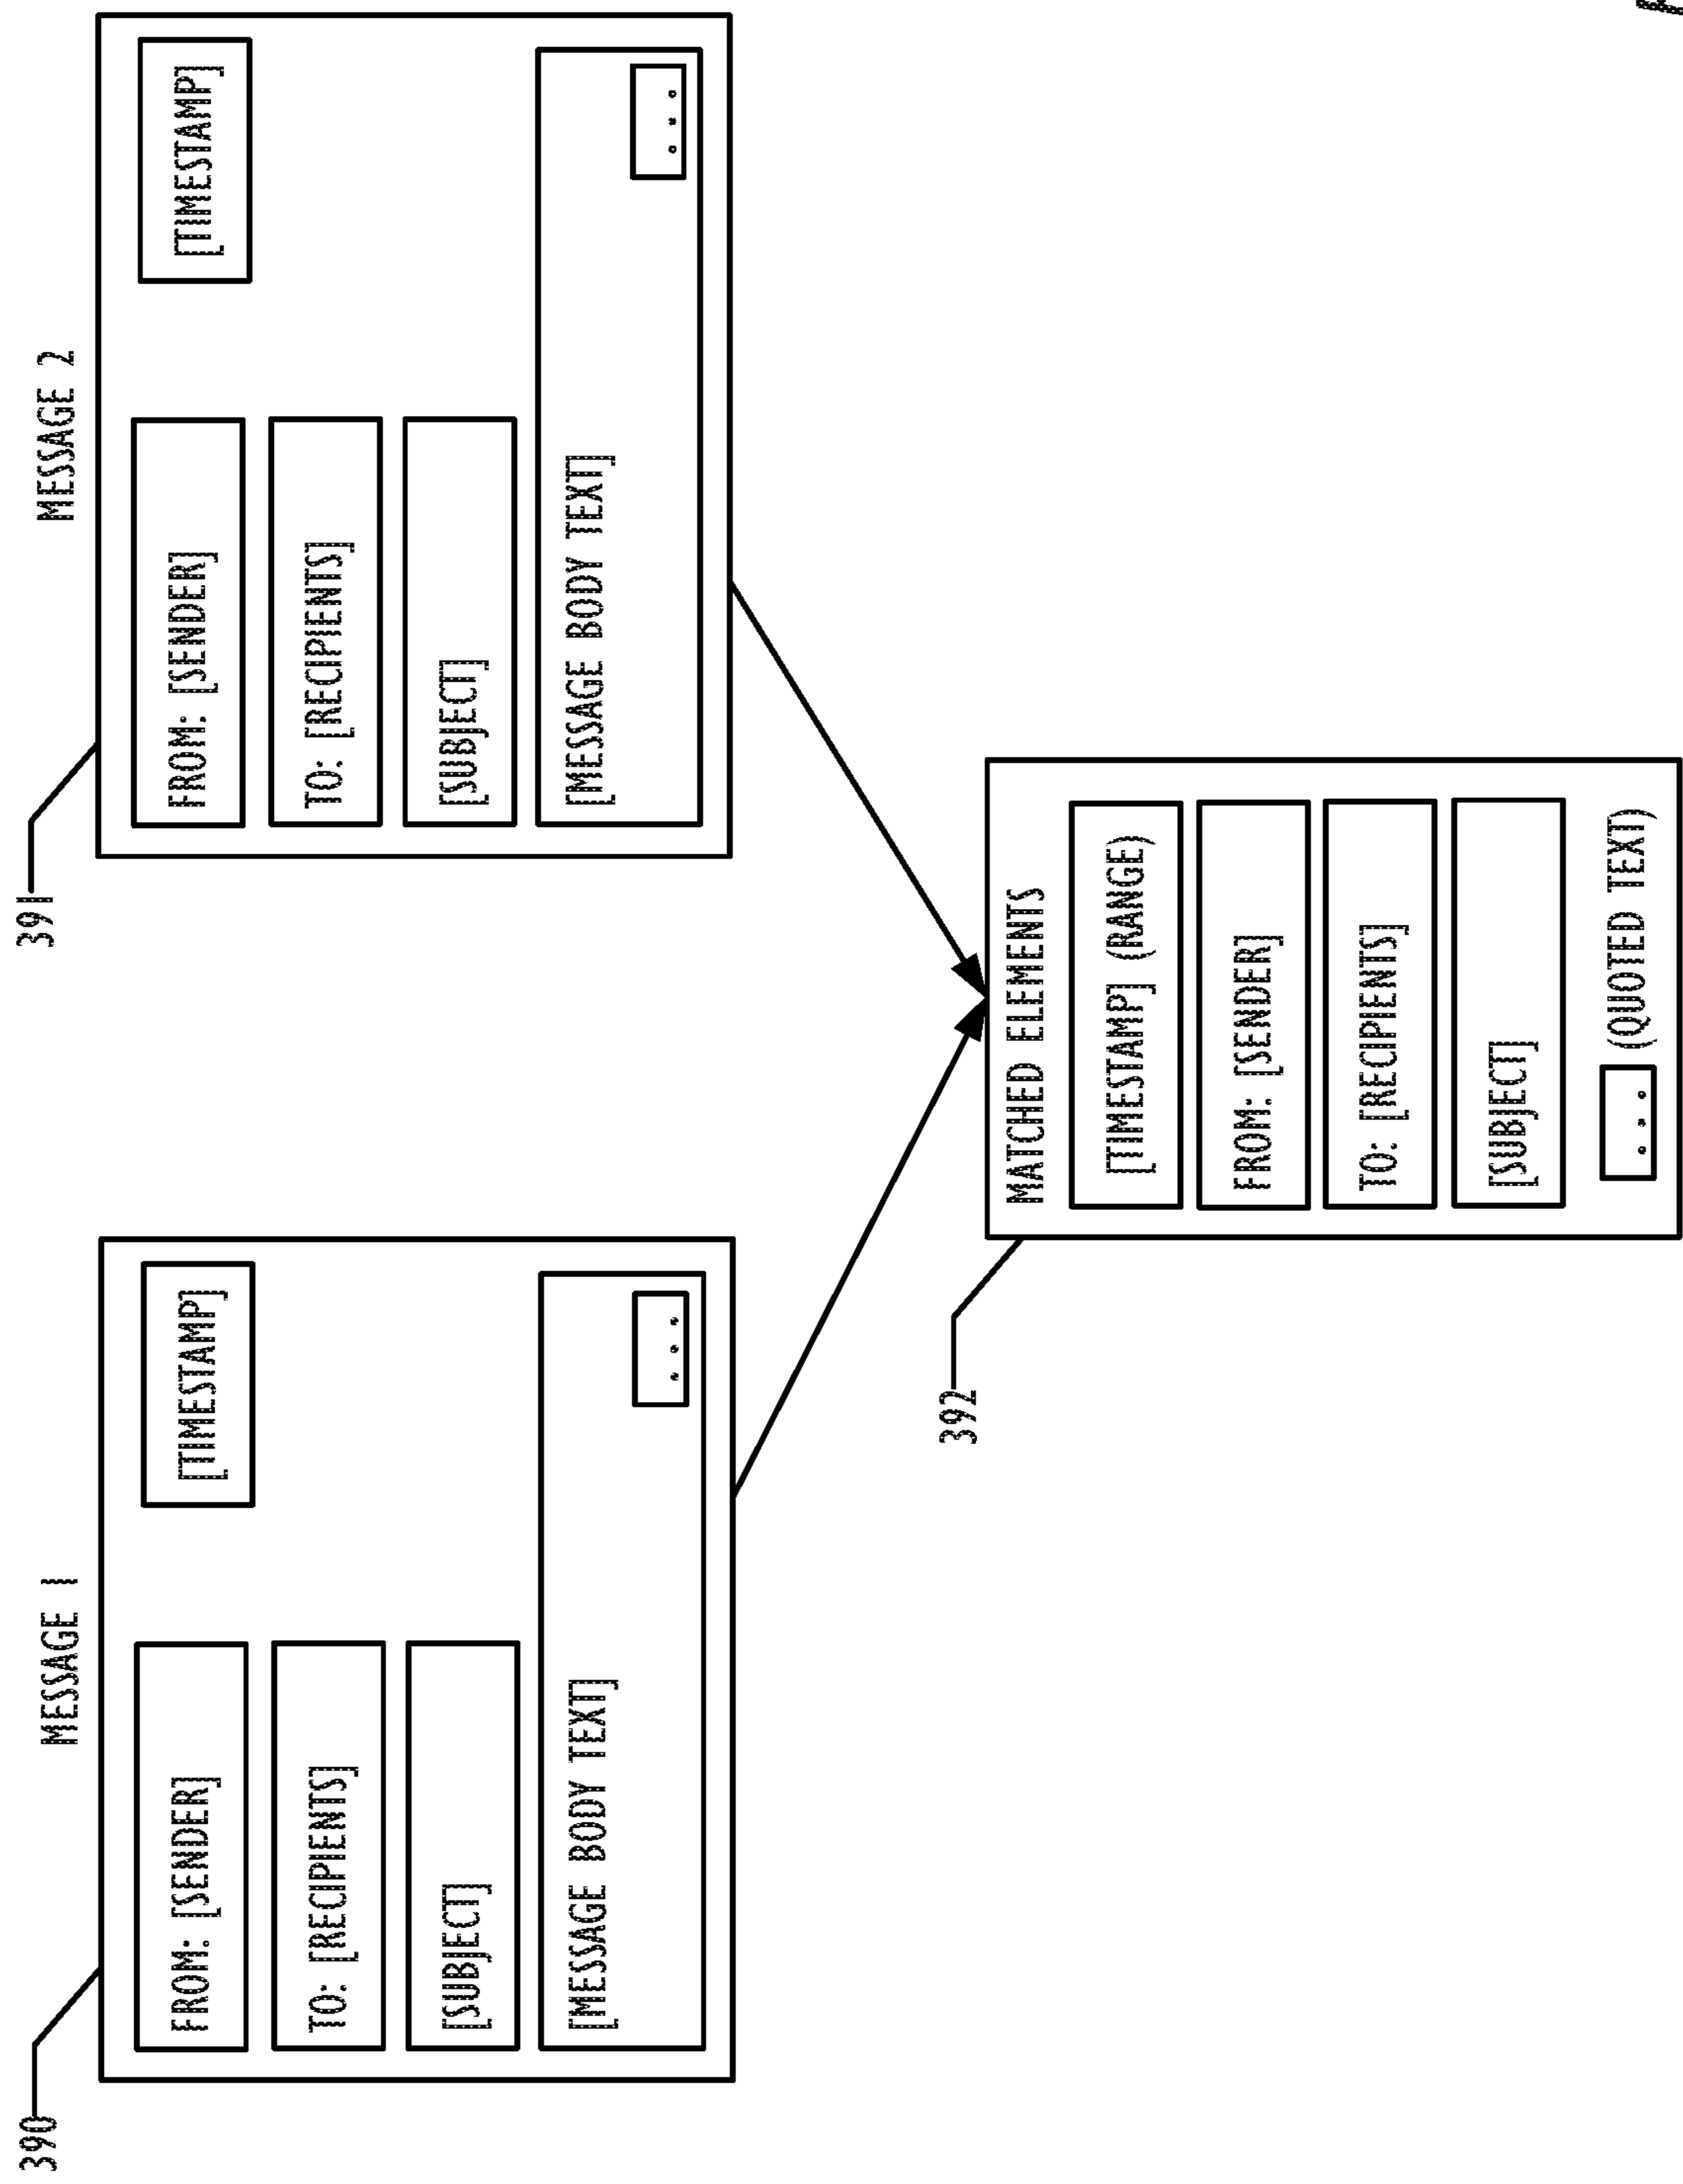 MESSAGE 1
390
FROM: [SENDER]
[TIMESTAMP]
TO: [RECIPIENTS]
[SUBJECT]
[MESSAGE BODY TEXT]
...
MESSAGE 2
391
FROM: [SENDER]
[TIMESTAMP]
TO: [RECIPIENTS]
[SUBJECT]
[MESSAGE BODY TEXT]
...
392
MATCHED ELEMENTS
[TIMESTAMP] (RANGE)
FROM: [SENDER]
TO: [RECIPIENTS]
[SUBJECT]
... (QUOTED TEXT)